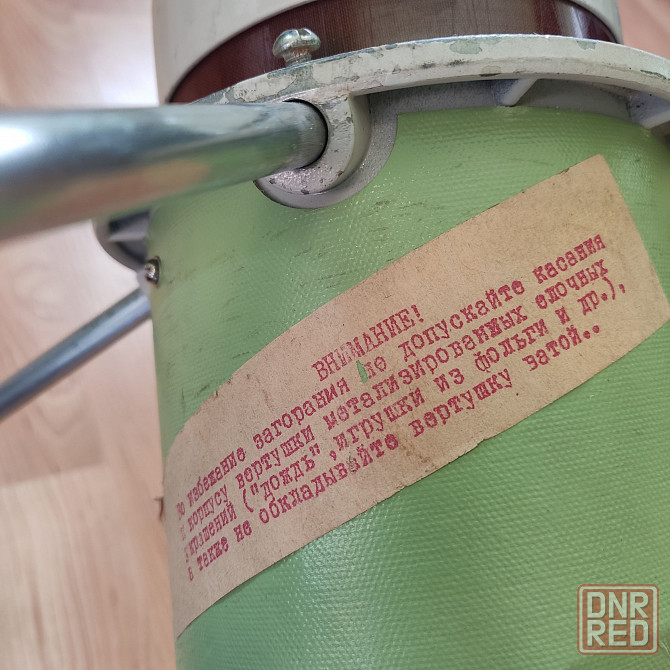 ВНИМАНИЕ!
Во избежание загорания не допускайте касания
к корпусу вертушки метализированных елочных
украшений ("дождь",игрушки из фольги и др.),
а также не обкладывайте вертушку ватой..
DNR
RED